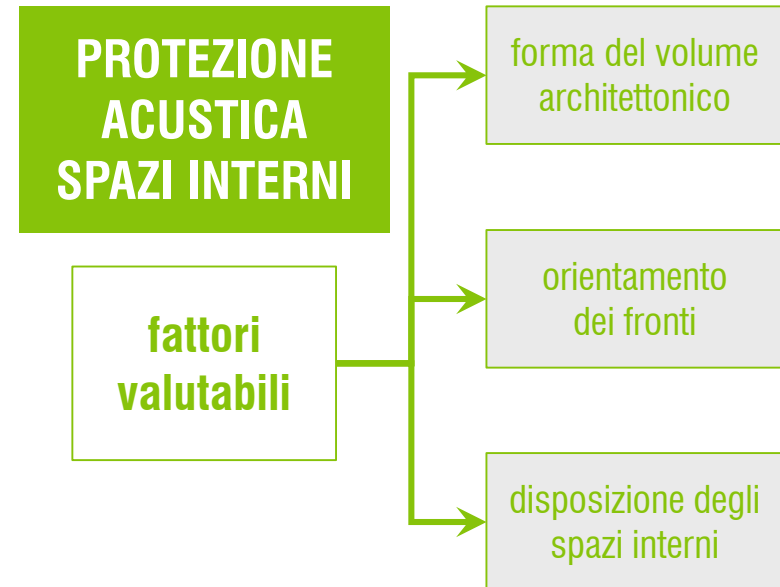 PROTEZIONE
ACUSTICA
SPAZI INTERNI
fattori
valutabili
forma del volume
architettonico
orientamento
dei fronti
disposizione degli
spazi interni